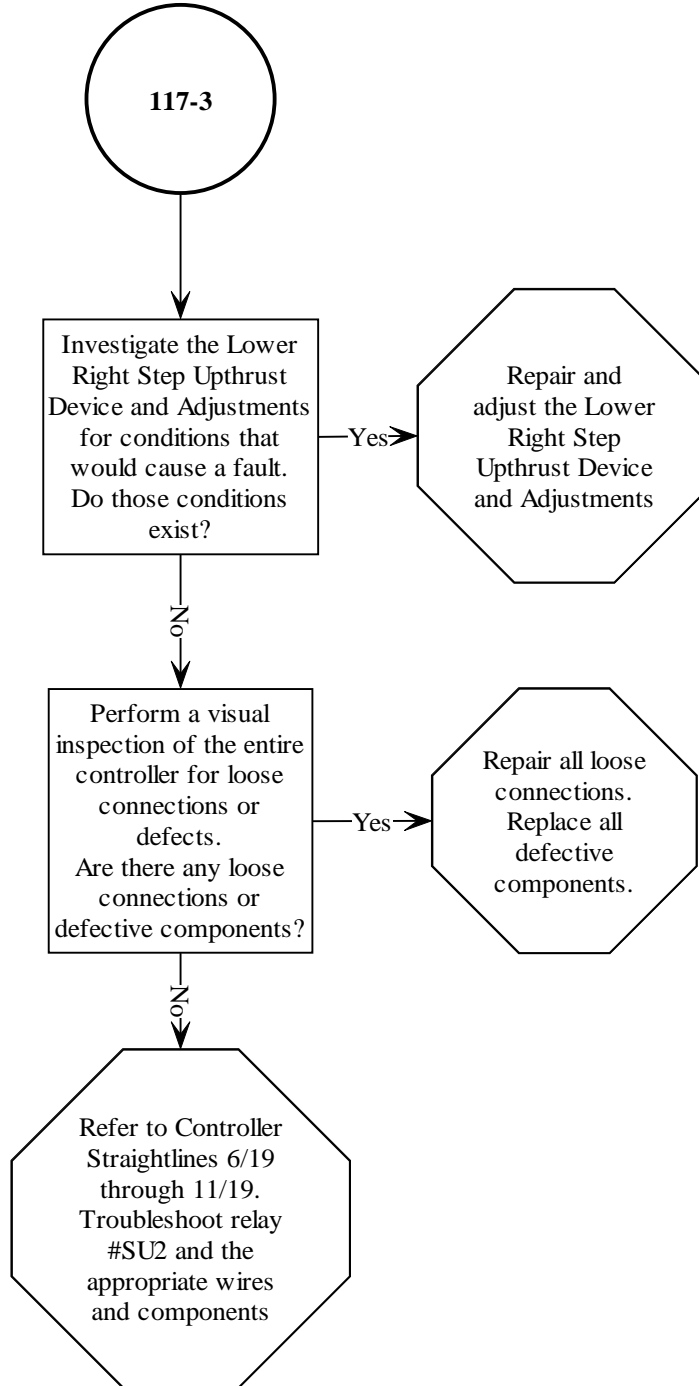 117-3
Investigate the Lower
Right Step Upthrust
Device and Adjustments
for conditions that
would cause a fault.
Do those conditions
exist?
Yes
Repair and
adjust the Lower
Right Step
Upthrust Device
and Adjustments
No
Perform a visual
inspection of the entire
controller for loose
connections or
defects.
Are there any loose
connections or
defective components?
Yes
Repair all loose
connections.
Replace all
defective
components.
No
Refer to Controller
Straightlines 6/19
through 11/19.
Troubleshoot relay
#SU2 and the
appropriate wires
and components